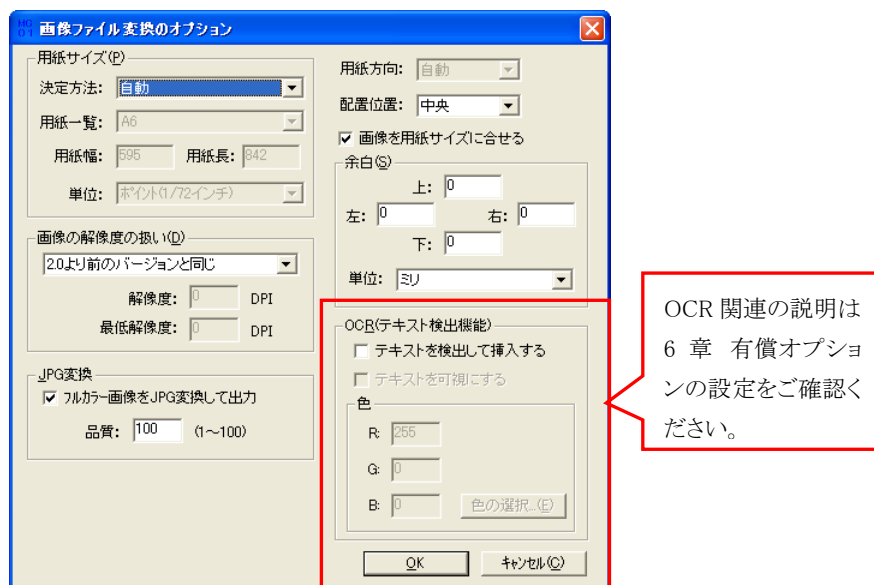 MC
01
画像ファイル変換のオプション
用紙サイズ(P)
決定方法: 自動
用紙一覧: A6
用紙幅: 595 用紙長: 842
単位: ポイント(1/72インチ)
画像の解像度の扱い(D)
2.0より前のバージョンと同じ
解像度: 0 DPI
最低解像度: 0 DPI
JPG変換
フルカラー画像をJPG変換して出力
品質: 100 (1～100)
用紙方向: 自動
配置位置: 中央
画像を用紙サイズに合せる
余白(S)
上: 0
左: 0 右: 0
下: 0
単位: ミリ
OCR(テキスト検出機能)
テキストを検出して挿入する
テキストを可視にする
色
R: 255
G: 0
B: 0 色の選択...(E)
OK キャンセル(C)
OCR 関連の説明は
6 章 有償オプショ
ンの設定をご確認く
ださい。